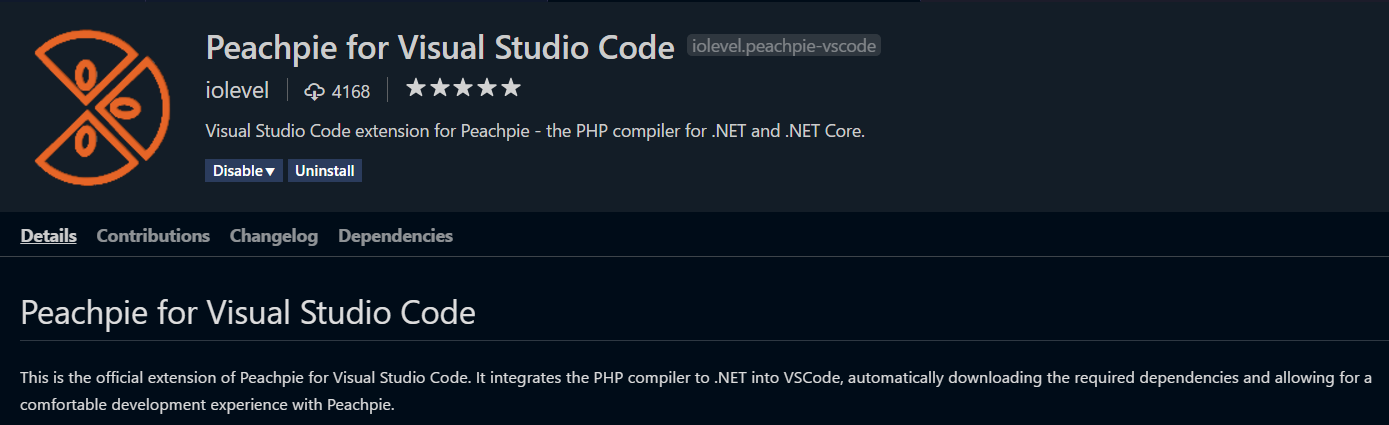 Peachpie for Visual Studio Code iolevel.peachpie-vscode
iolevel 4168
Visual Studio Code extension for Peachpie - the PHP compiler for .NET and .NET Core.
Disable Uninstall
Details Contributions Changelog Dependencies
Peachpie for Visual Studio Code
This is the official extension of Peachpie for Visual Studio Code. It integrates the PHP compiler to .NET into VSCode, automatically downloading the required dependencies and allowing for a
comfortable development experience with Peachpie.